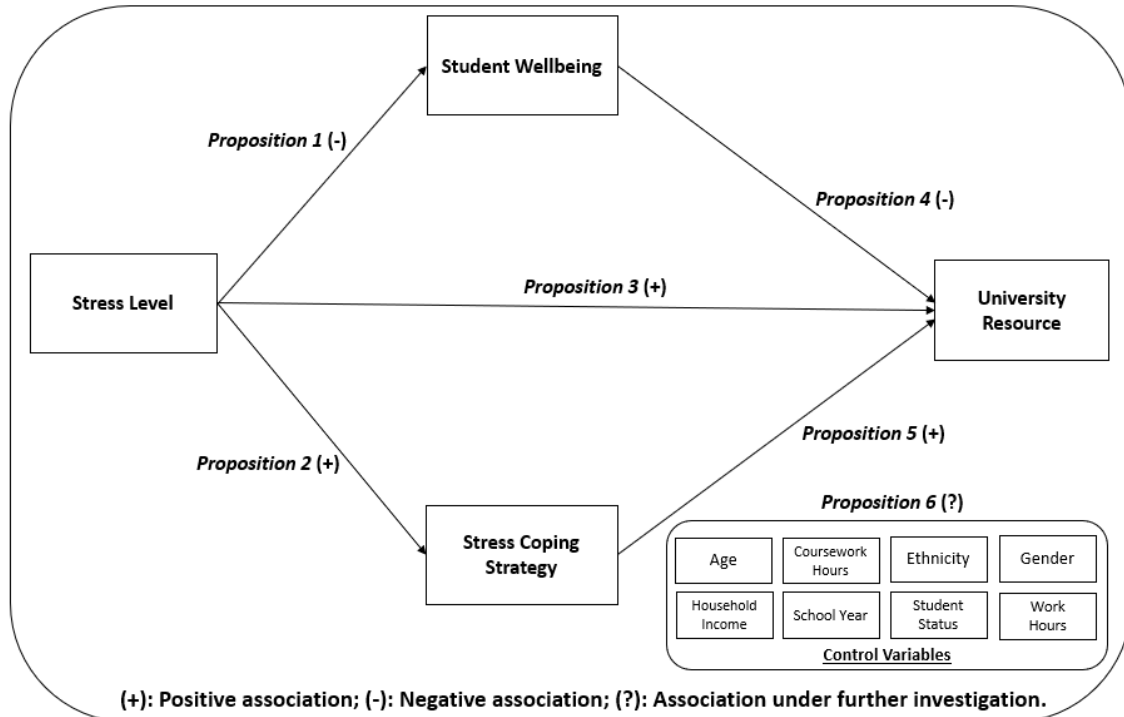 Student Wellbeing
Proposition 1 (-)
Proposition 4 (-)
Stress Level
Proposition 3 (+)
University
Resource
Proposition 2 (+)
Proposition 5 (+)
Stress Coping
Strategy
Proposition 6 (?)
Age
Coursework
Hours
Ethnicity
Gender
Household
Income
School Year
Student
Status
Work
Hours
Control Variables
(+): Positive association; (-): Negative association; (?): Association under further investigation.